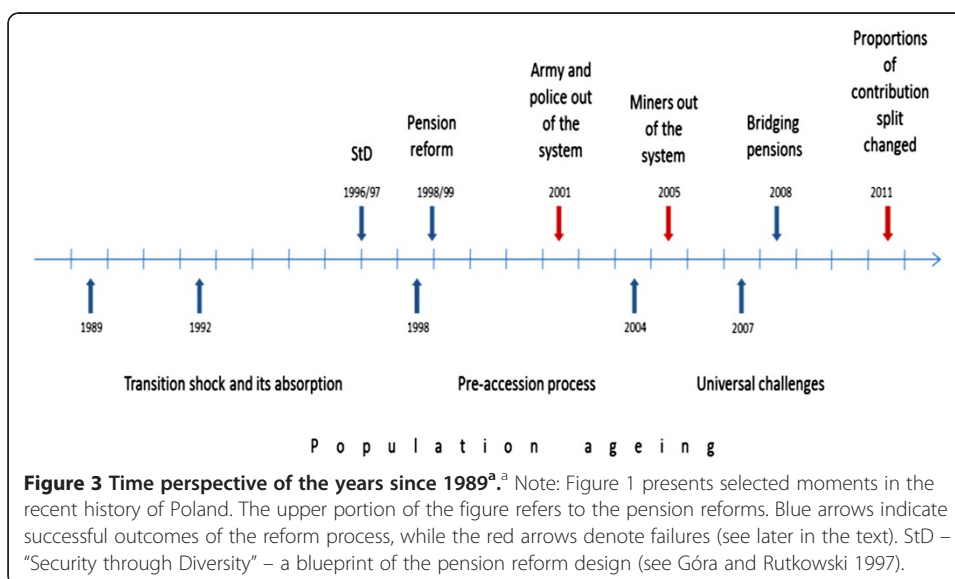 Proportions
of
contribution
split
changed
Army and
police out
of the
system
Miners out
of the
system
Bridging
pensions
Pension
reform
StD
1996/97
1998/99
2001
2005
2008
2011
1989
1992
1998
2004
2007
Transition shock and its absorption
Pre-accession process
Universal challenges
P o p u l a t i o n   a g e i n g
Figure 3 Time perspective of the years since 1989ª.ª Note: Figure 1 presents selected moments in the
recent history of Poland. The upper portion of the figure refers to the pension reforms. Blue arrows indicate
successful outcomes of the reform process, while the red arrows denote failures (see later in the text). StD –
“Security through Diversity” – a blueprint of the pension reform design (see Góra and Rutkowski 1997).